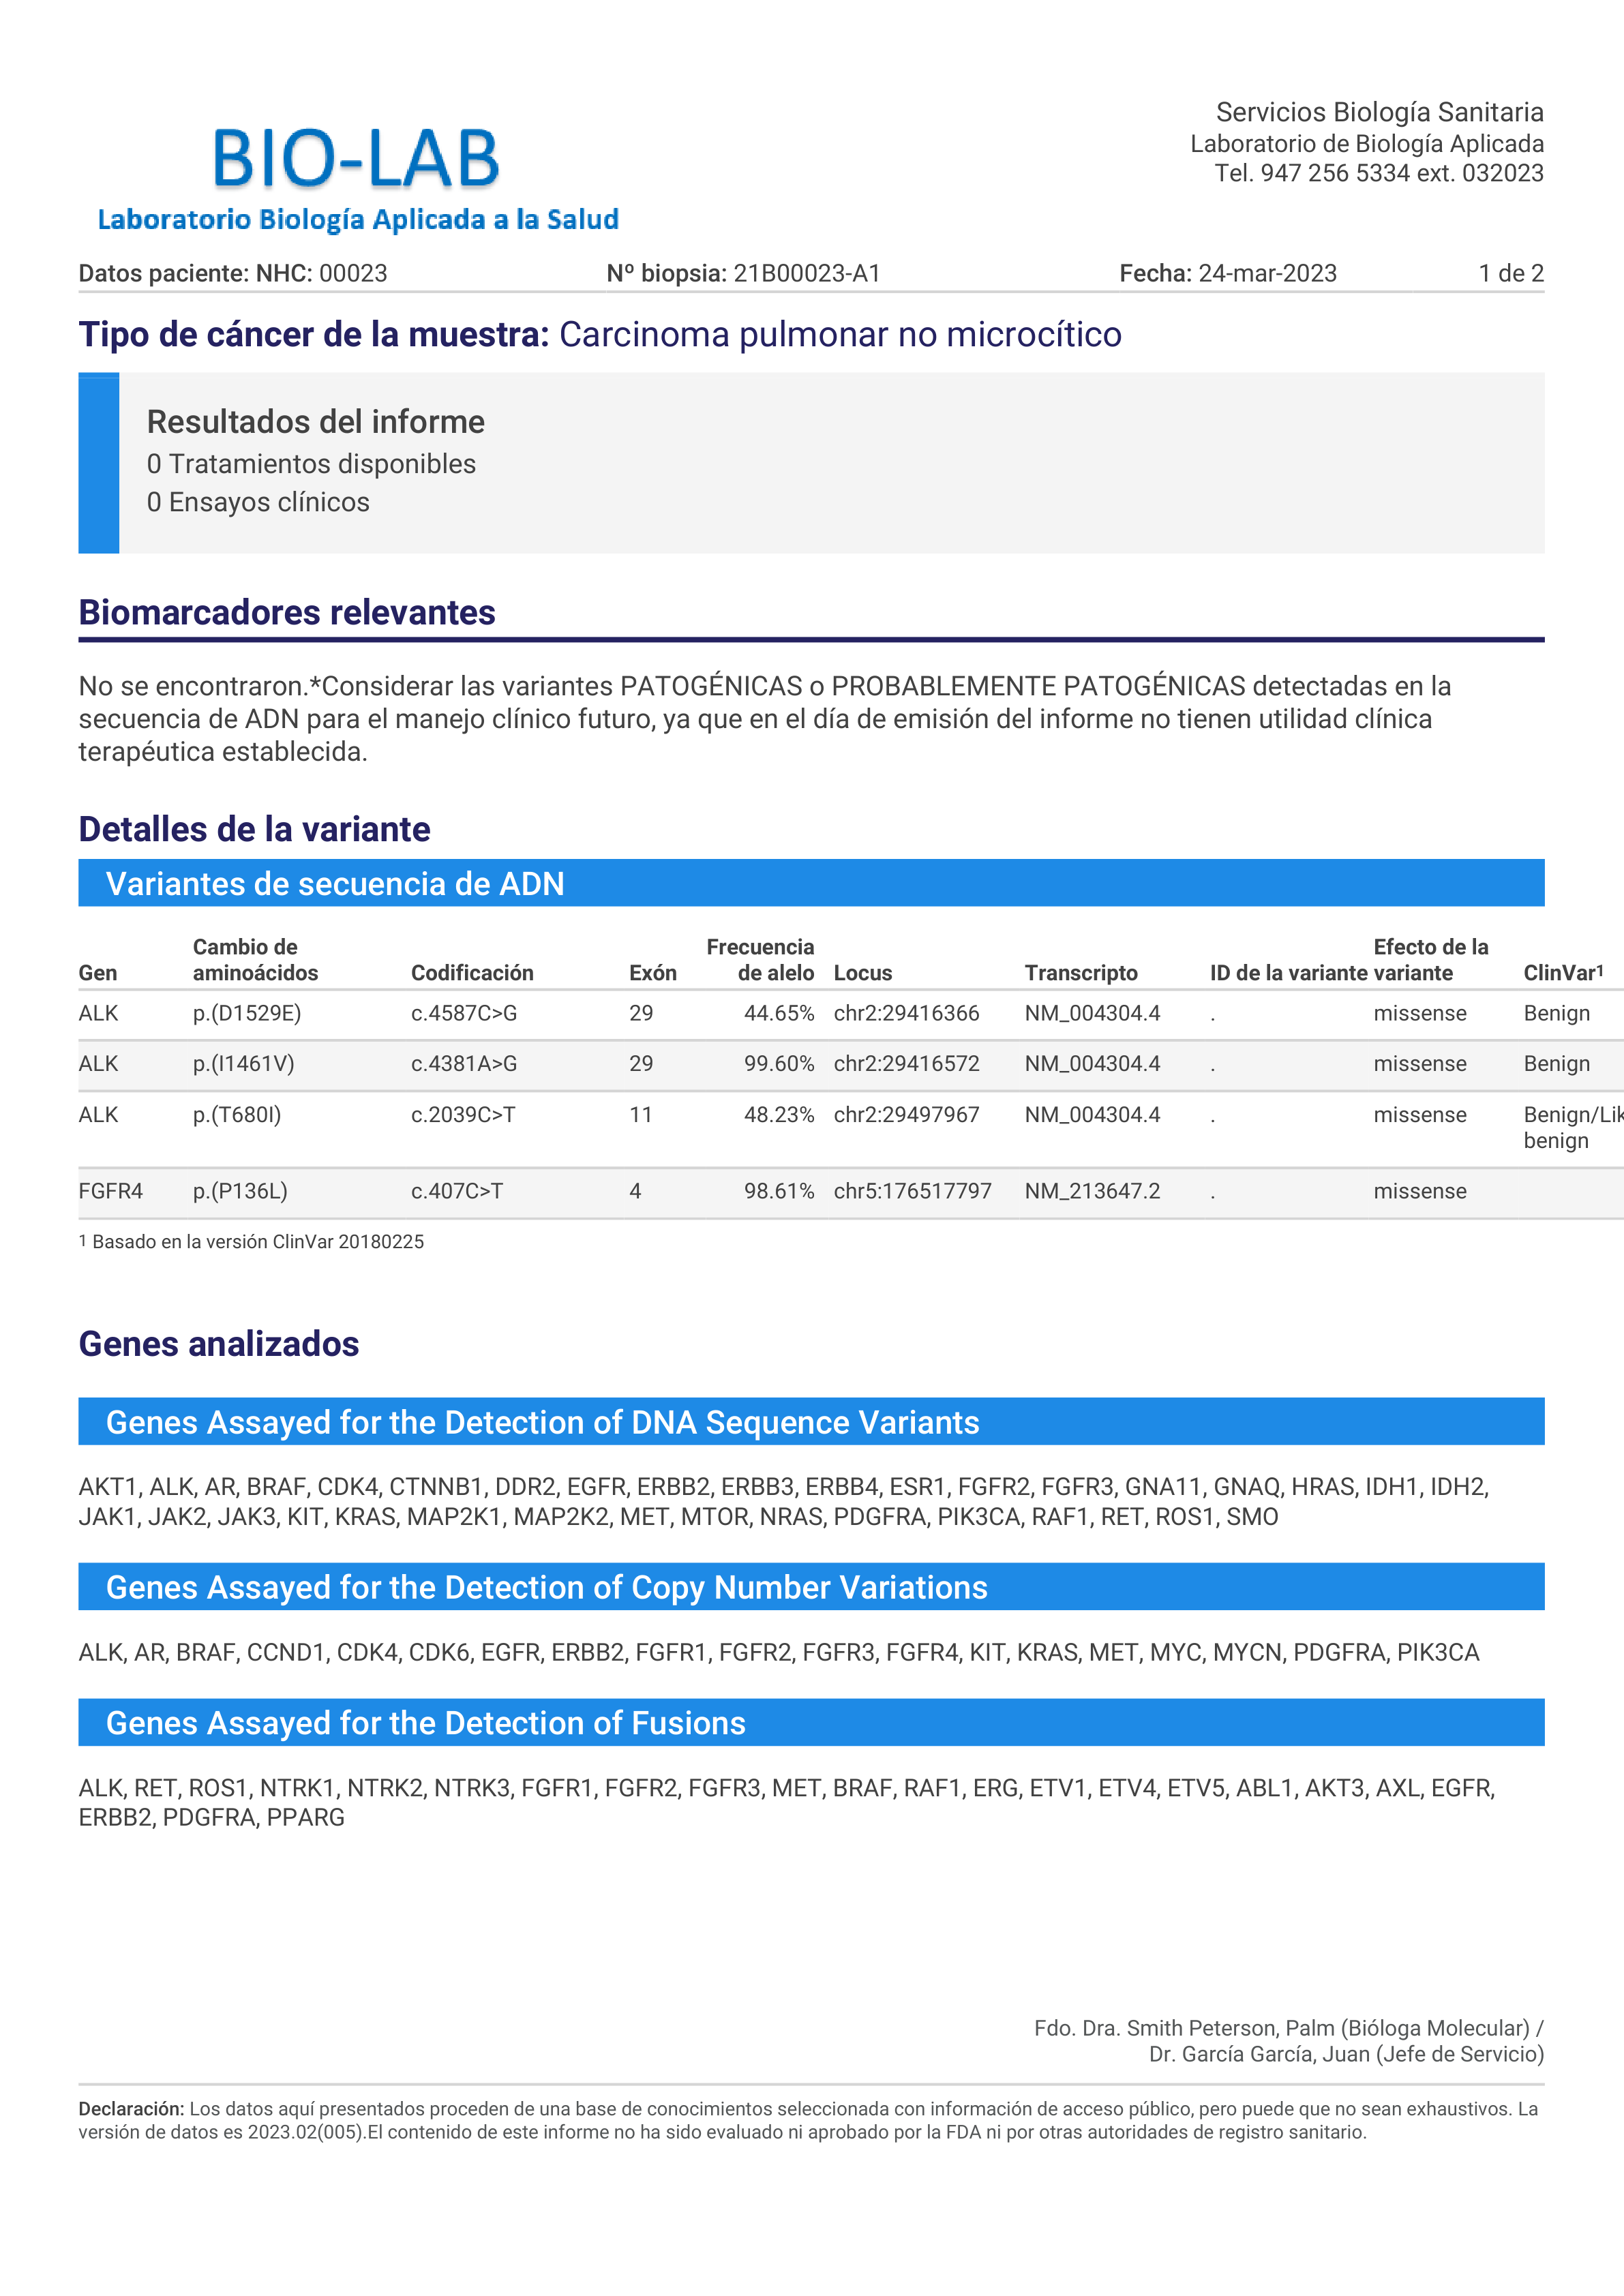 BIO-LAB
Laboratorio Biología Aplicada a la Salud
Servicios Biología Sanitaria
Laboratorio de Biología Aplicada
Tel. 947 256 5334 ext. 032023
Datos paciente: NHC: 00023 Nº biopsia: 21B00023-A1 Fecha: 24-mar-2023 1 de 2
Tipo de cáncer de la muestra: Carcinoma pulmonar no microcítico
Resultados del informe
0 Tratamientos disponibles
0 Ensayos clínicos
Biomarcadores relevantes
No se encontraron.*Considerar las variantes PATOGÉNICAS o PROBABLEMENTE PATOGÉNICAS detectadas en la
secuencia de ADN para el manejo clínico futuro, ya que en el día de emisión del informe no tienen utilidad clínica
terapéutica establecida.
Detalles de la variante
Variantes de secuencia de ADN
Cambio de Frecuencia Efecto de la
Gen aminoácidos Codificación Exón de alelo Locus Transcripto ID de la variante variante ClinVar¹
ALK p.(D1529E) c.4587C>G 29 44.65% chr2:29416366 NM_004304.4 . missense Benign
ALK p.(I1461V) c.4381A>G 29 99.60% chr2:29416572 NM_004304.4 . missense Benign
ALK p.(T680I) c.2039C>T 11 48.23% chr2:29497967 NM_004304.4 . missense Benign/Lik
benign
FGFR4 p.(P136L) c.407C>T 4 98.61% chr5:176517797 NM_213647.2 . missense
¹ Basado en la versión ClinVar 20180225
Genes analizados
Genes Assayed for the Detection of DNA Sequence Variants
AKT1, ALK, AR, BRAF, CDK4, CTNNB1, DDR2, EGFR, ERBB2, ERBB3, ERBB4, ESR1, FGFR2, FGFR3, GNA11, GNAQ, HRAS, IDH1, IDH2,
JAK1, JAK2, JAK3, KIT, KRAS, MAP2K1, MAP2K2, MET, MTOR, NRAS, PDGFRA, PIK3CA, RAF1, RET, ROS1, SMO
Genes Assayed for the Detection of Copy Number Variations
ALK, AR, BRAF, CCND1, CDK4, CDK6, EGFR, ERBB2, FGFR1, FGFR2, FGFR3, FGFR4, KIT, KRAS, MET, MYC, MYCN, PDGFRA, PIK3CA
Genes Assayed for the Detection of Fusions
ALK, RET, ROS1, NTRK1, NTRK2, NTRK3, FGFR1, FGFR2, FGFR3, MET, BRAF, RAF1, ERG, ETV1, ETV4, ETV5, ABL1, AKT3, AXL, EGFR,
ERBB2, PDGFRA, PPARG
Fdo. Dra. Smith Peterson, Palm (Bióloga Molecular) /
Dr. García García, Juan (Jefe de Servicio)
Declaración: Los datos aquí presentados proceden de una base de conocimientos seleccionada con información de acceso público, pero puede que no sean exhaustivos. La
versión de datos es 2023.02(005).El contenido de este informe no ha sido evaluado ni aprobado por la FDA ni por otras autoridades de registro sanitario.